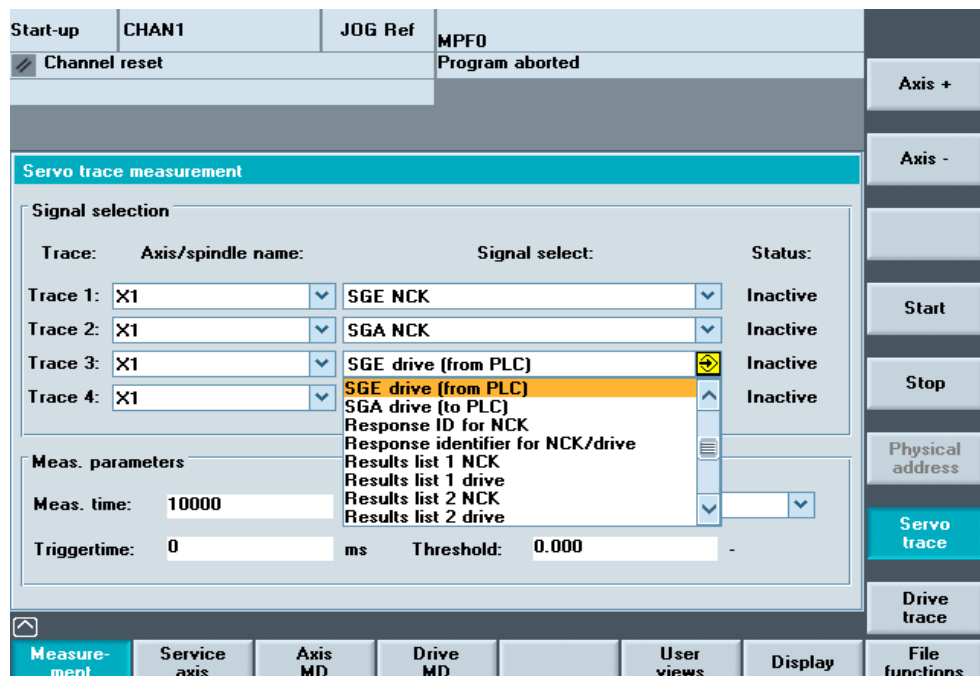 Start-up CHAN1 JOG Ref MPF0
Channel reset Program aborted
Axis +
Axis -
Servo trace measurement
Signal selection
Trace: Axis/spindle name: Signal select: Status:
Trace 1: X1 SGE NCK Inactive
Start
Trace 2: X1 SGA NCK Inactive
Trace 3: X1 SGE drive (from PLC) Inactive
Stop
Trace 4: X1 Inactive
SGE drive (from PLC)
SGA drive (to PLC)
Response ID for NCK
Response identifier for NCK/drive
Results list 1 NCK
Results list 1 drive
Results list 2 NCK
Results list 2 drive
Physical
address
Meas. parameters
Meas. time: 10000
Servo
trace
Triggertime: 0 ms Threshold: 0.000 -
Drive
trace
Measure-
ment
Service
axis
Axis
MD
Drive
MD
User
views
Display
File
functions